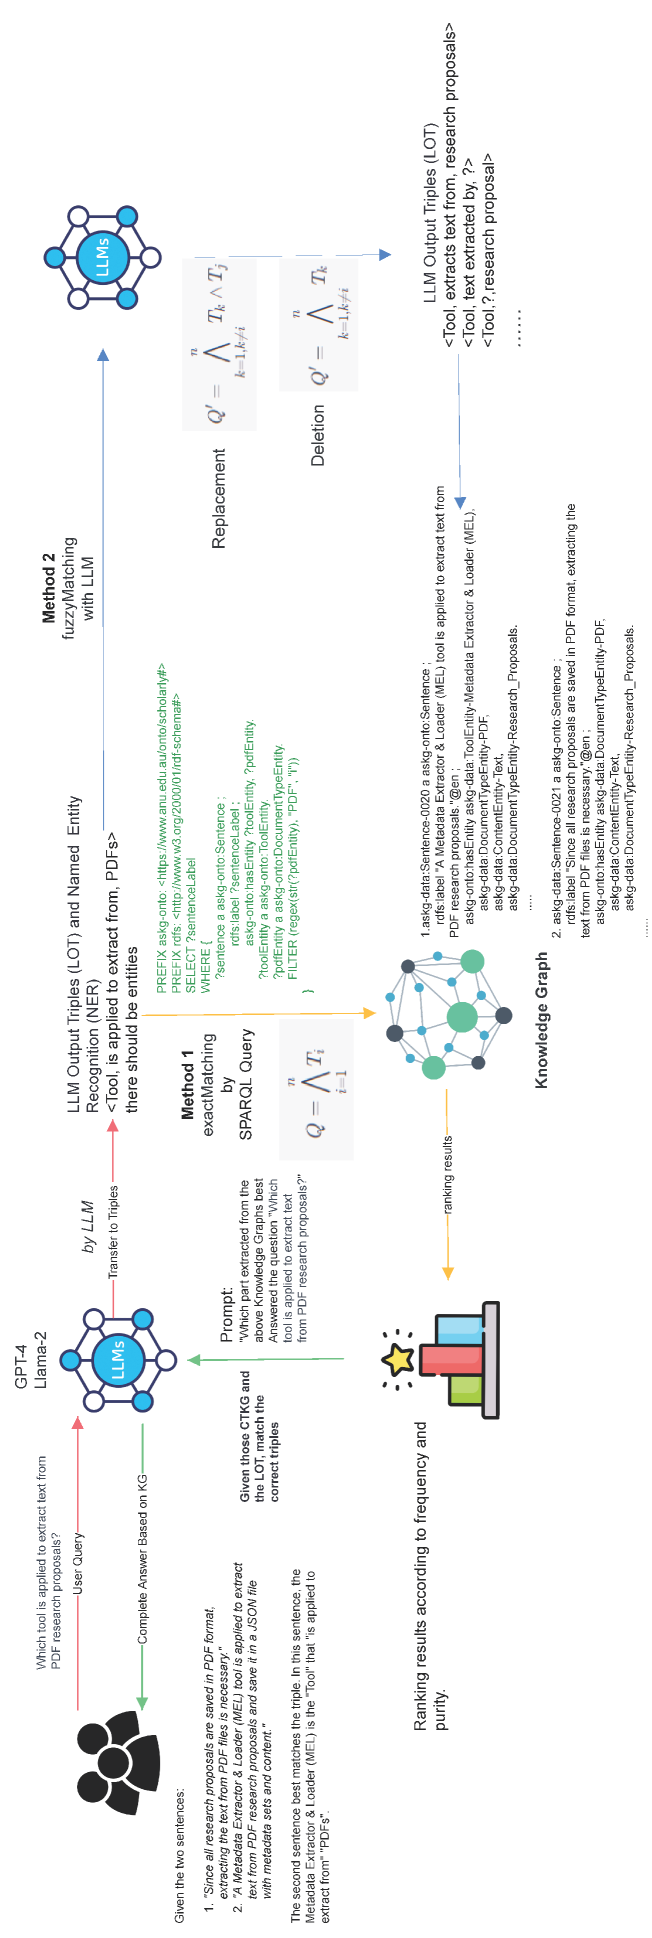 Which tool is applied to extract text from
PDF research proposals?
User Query
Complete Answer Based on KG
Given the two sentences:
1. "Since all research proposals are saved in PDF format,
extracting the text from PDF files is necessary."
2. "A Metadata Extractor & Loader (MEL) tool is applied to extract
text from PDF research proposals and save it in a JSON file
with metadata sets and content."
The second sentence best matches the triple. In this sentence, the
Metadata Extractor & Loader (MEL) is the "Tool" that "is applied to
extract from" "PDFs".
GPT-4
Llama-2
LLMs
by LLM
Transfer to Triples
LLM Output Triples (LOT) and Named Entity
Recognition (NER)
<Tool, is applied to extract from, PDFs>
there should be entities
Method 1
exactMatching
by
SPARQL Query
Q = ⋀ⁿᵢ₌₁ Tᵢ
PREFIX askg-onto: <https://www.anu.edu.au/onto/scholarly#>
PREFIX rdfs: <http://www.w3.org/2000/01/rdf-schema#>
SELECT ?sentenceLabel
WHERE {
?sentence a askg-onto:Sentence ;
rdfs:label ?sentenceLabel ;
askg-onto:hasEntity ?toolEntity, ?pdfEntity.
?toolEntity a askg-onto:ToolEntity.
?pdfEntity a askg-onto:DocumentTypeEntity.
FILTER (regex(str(?pdfEntity), "PDF", "i"))
}
Method 2
fuzzyMatching
with LLM
LLMs
Replacement
Q′ = ⋀ⁿₖ₌₁,ₖ≠ᵢ Tₖ ∧ Tⱼ
Deletion
Q′ = ⋀ⁿₖ₌₁,ₖ≠ᵢ Tₖ
LLM Output Triples (LOT)
<Tool, extracts text from, research proposals>
<Tool, text extracted by, ?>
<Tool,?,research proposal>
......
1.askg-data:Sentence-0020 a askg-onto:Sentence ;
rdfs:label "A Metadata Extractor & Loader (MEL) tool is applied to extract text from
PDF research proposals."@en ;
askg-onto:hasEntity askg-data:ToolEntity-Metadata Extractor & Loader (MEL),
askg-data:DocumentTypeEntity-PDF,
askg-data:ContentEntity-Text,
askg-data:DocumentTypeEntity-Research_Proposals.
.....
2. askg-data:Sentence-0021 a askg-onto:Sentence ;
rdfs:label "Since all research proposals are saved in PDF format, extracting the
text from PDF files is necessary."@en ;
askg-onto:hasEntity askg-data:DocumentTypeEntity-PDF,
askg-data:ContentEntity-Text,
askg-data:DocumentTypeEntity-Research_Proposals.
......
Knowledge Graph
ranking results
Ranking results according to frequency and
purity.
Prompt:
"Which part extracted from the
above Knowledge Graphs best
Answered the question "Which
tool is applied to extract text
from PDF research proposals?"
Given those CTKG and
the LOT, match the
correct triples